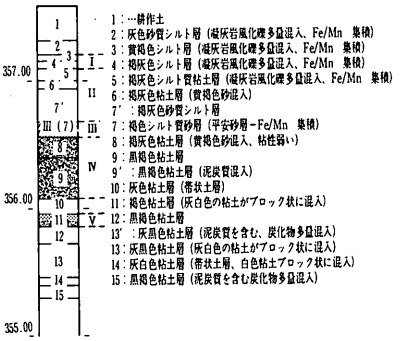 1：…耕作土
2：灰色砂質シルト層（凝灰岩風化礫多量混入、Fe/Mn 集積）
3：黄褐色シルト層（凝灰岩風化礫多量混入、Fe/Mn 集積）
4：褐灰色シルト層（凝灰岩風化礫多量混入、Fe/Mn 集積）
5：褐灰色シルト質粘土層（凝灰岩風化礫多量混入、Fe/Mn 集積）
6：褐灰色粘土層（黄褐色砂混入）
7'：褐灰色砂質シルト層
7：褐色シルト質砂層（平安砂層－Fe/Mn 集積）
8：褐灰色粘土層（黄褐色砂混入、粘性弱い）
9：黒褐色粘土層
9'：黒褐色粘土層（泥炭質混入）
10：灰色粘土層（帯状土層）
11：褐色粘土層（灰白色の粘土がブロック状に混入）
12：黒褐色粘土層
13'：灰黒色粘土層（泥炭質を含む、炭化物多量混入）
13：灰黒色粘土層（灰白色の粘土がブロック状に混入）
14：灰白色粘土層（帯状土層、白色粘土ブロック状に混入）
15：黒褐色粘土層（泥炭質を含む炭化物多量混入）
357.00
356.00
355.00
1
2
3
4
5
6
7'
III (7)
8
9
10
11
12
13
14
15
I
II
III
IV
V